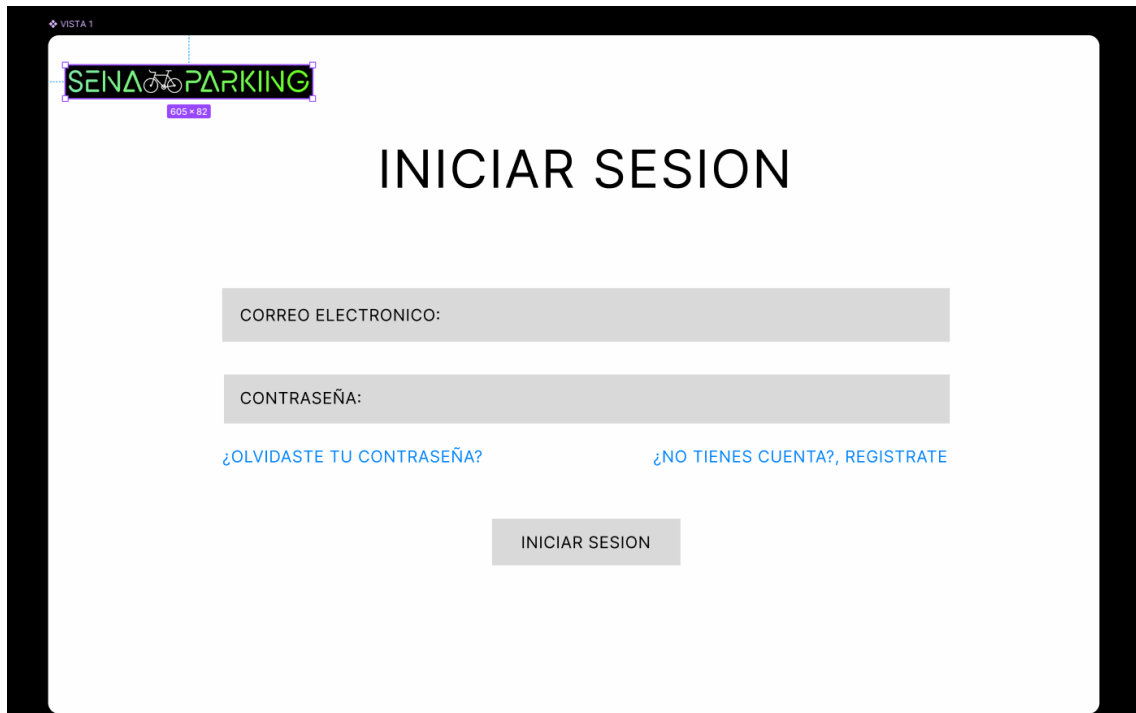 VISTA 1
SENA PARKING
605 × 82
INICIAR SESION
CORREO ELECTRONICO:
CONTRASEÑA:
¿OLVIDASTE TU CONTRASEÑA?
¿NO TIENES CUENTA?, REGISTRATE
INICIAR SESION